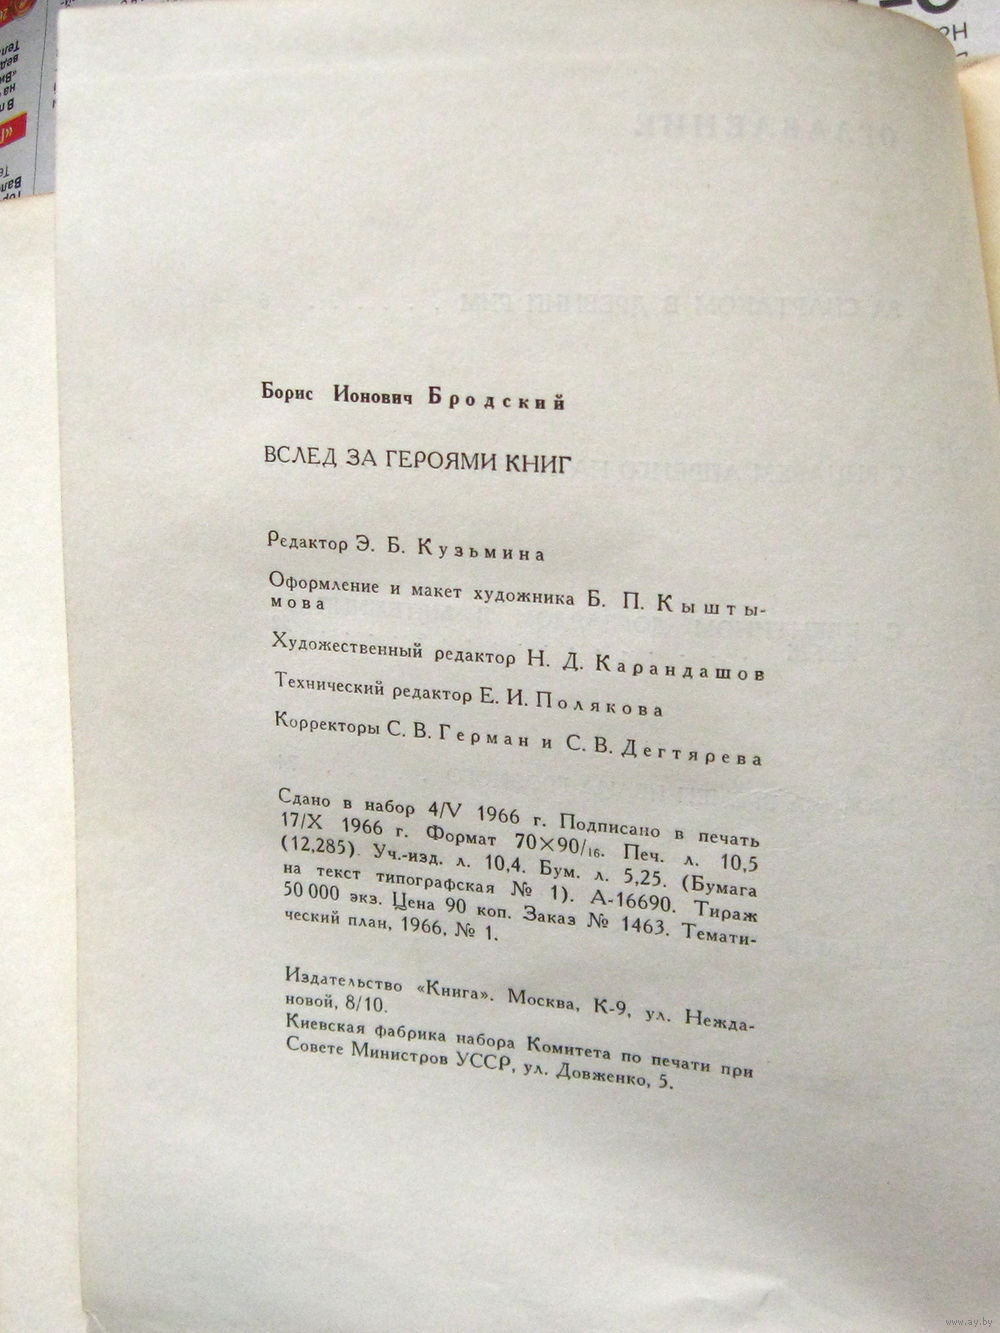 Борис Ионович Бродский
ВСЛЕД ЗА ГЕРОЯМИ КНИГ
Редактор Э. Б. Кузьмина
Оформление и макет художника Б. П. Кышты-
мова
Художественный редактор Н. Д. Карандашов
Технический редактор Е. И. Полякова
Корректоры С. В. Герман и С. В. Дегтярева
Сдано в набор 4/V 1966 г. Подписано в печать
17/X 1966 г. Формат 70×90/16. Печ. л. 10,5
(12,285). Уч.-изд. л. 10,4. Бум. л. 5,25. (Бумага
на текст типографская № 1). А-16690. Тираж
50 000 экз. Цена 90 коп. Заказ № 1463. Темати-
ческий план, 1966, № 1.
Издательство «Книга». Москва, К-9, ул. Нежда-
новой, 8/10.
Киевская фабрика набора Комитета по печати при
Совете Министров УССР, ул. Довженко, 5.
www.ay.by